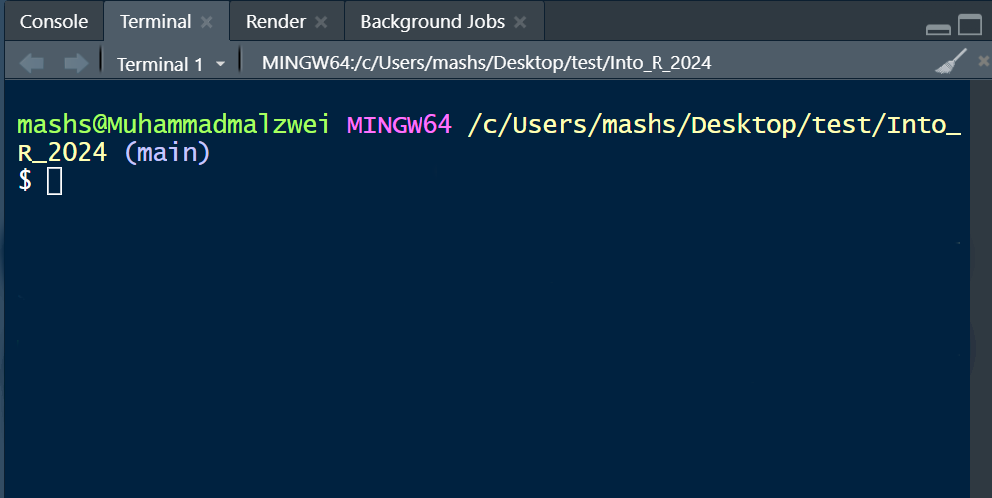 Console Terminal Render Background Jobs
Terminal 1 MINGW64:/c/Users/mashs/Desktop/test/Into_R_2024
mashs@Muhammadmalzwei MINGW64 /c/Users/mashs/Desktop/test/Into_
R_2024 (main)
$